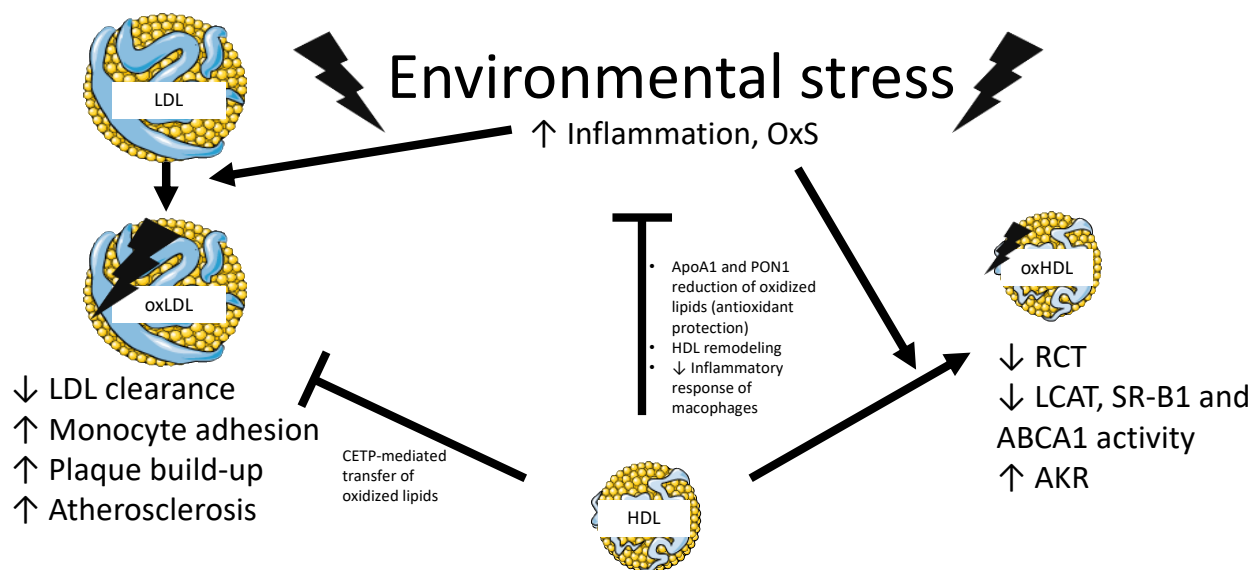 LDL
Environmental stress
↑ Inflammation, OxS
oxLDL
↓ LDL clearance
↑ Monocyte adhesion
↑ Plaque build-up
↑ Atherosclerosis
CETP-mediated
transfer of
oxidized lipids
• ApoA1 and PON1
reduction of oxidized
lipids (antioxidant
protection)
• HDL remodeling
• ↓ Inflammatory
response of
macophages
HDL
oxHDL
↓ RCT
↓ LCAT, SR-B1 and
ABCA1 activity
↑ AKR